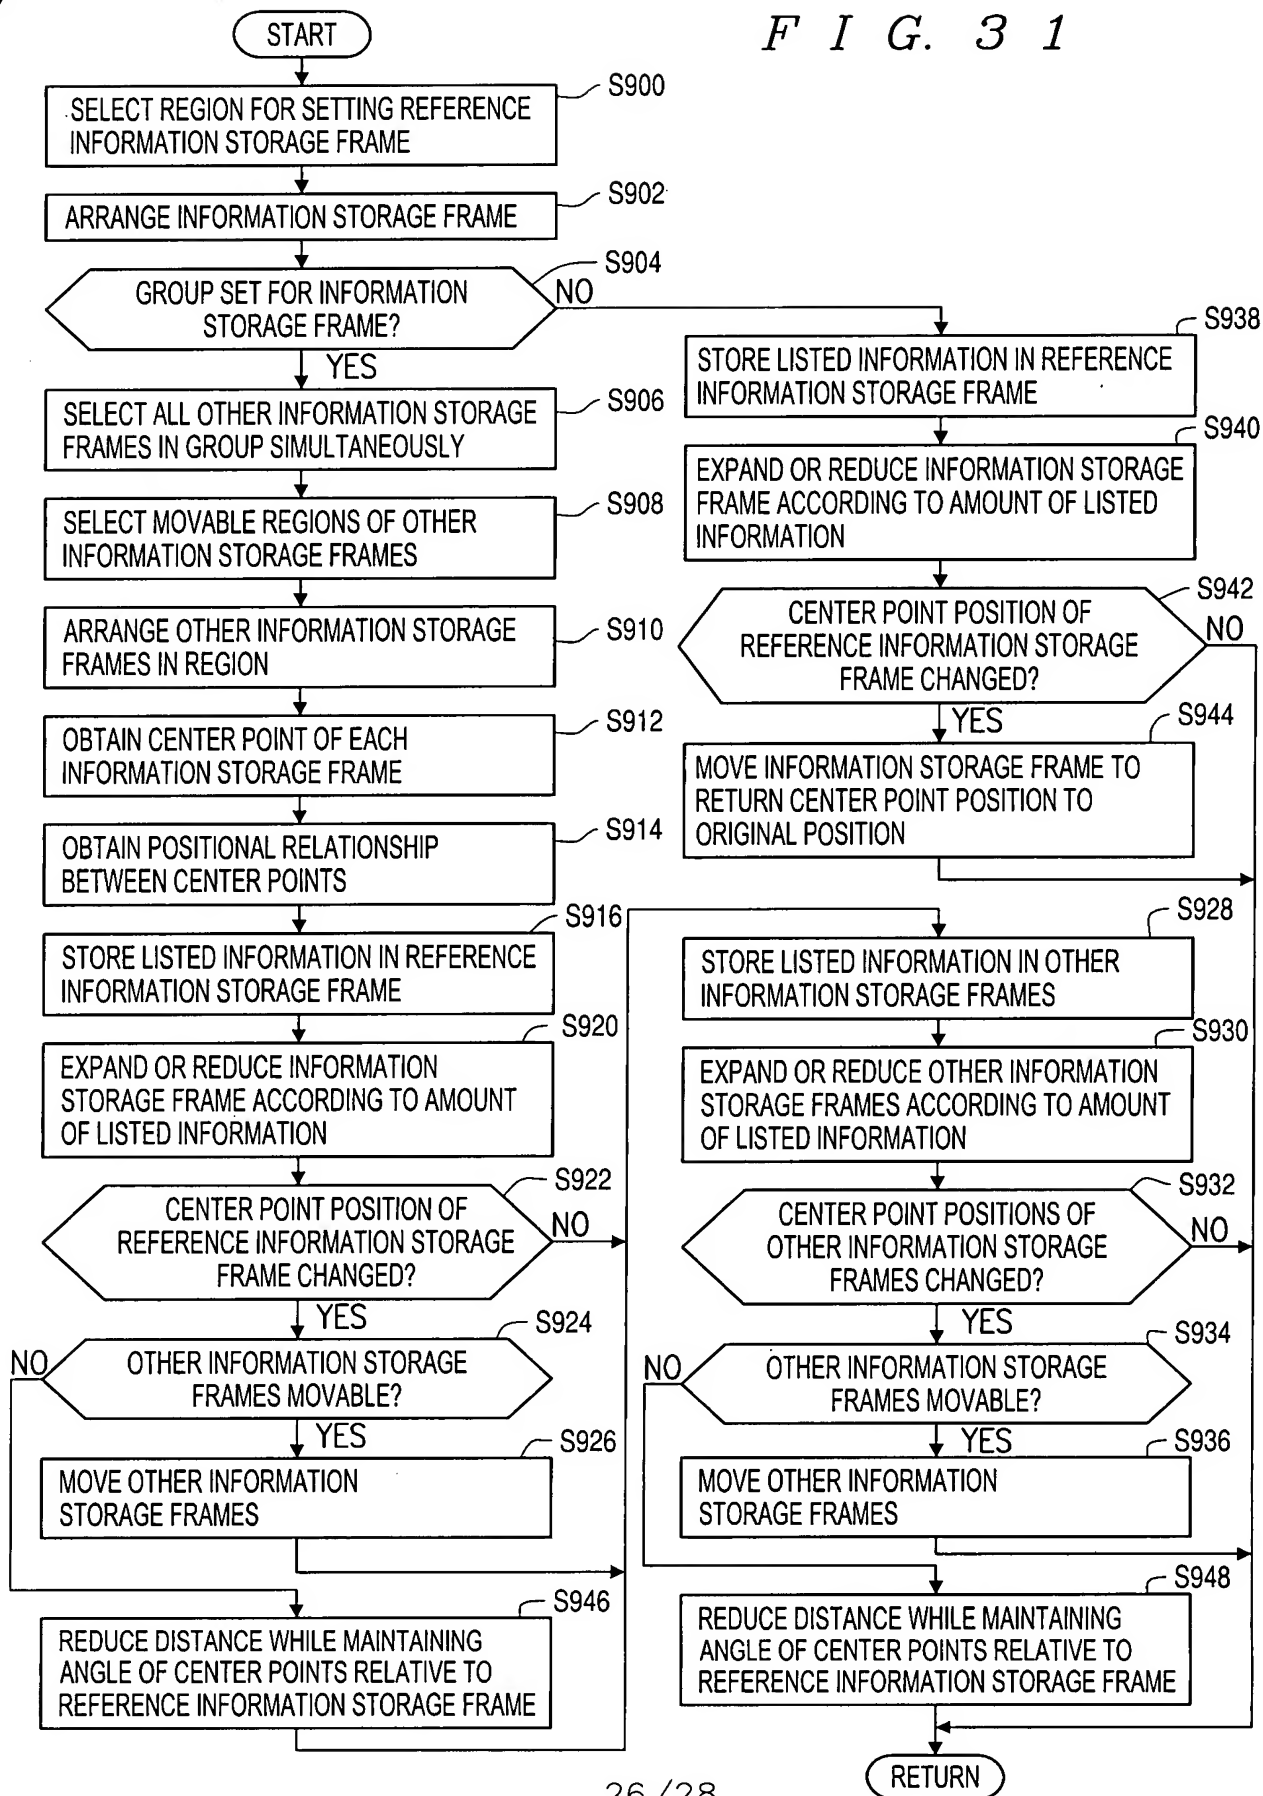 F I G. 3 1
START
S900
SELECT REGION FOR SETTING REFERENCE
INFORMATION STORAGE FRAME
S902
ARRANGE INFORMATION STORAGE FRAME
S904
GROUP SET FOR INFORMATION
STORAGE FRAME?
NO
YES
S906
SELECT ALL OTHER INFORMATION STORAGE
FRAMES IN GROUP SIMULTANEOUSLY
S908
SELECT MOVABLE REGIONS OF OTHER
INFORMATION STORAGE FRAMES
S910
ARRANGE OTHER INFORMATION STORAGE
FRAMES IN REGION
S912
OBTAIN CENTER POINT OF EACH
INFORMATION STORAGE FRAME
S914
OBTAIN POSITIONAL RELATIONSHIP
BETWEEN CENTER POINTS
S916
STORE LISTED INFORMATION IN REFERENCE
INFORMATION STORAGE FRAME
S920
EXPAND OR REDUCE INFORMATION
STORAGE FRAME ACCORDING TO AMOUNT
OF LISTED INFORMATION
S922
CENTER POINT POSITION OF
REFERENCE INFORMATION STORAGE
FRAME CHANGED?
NO
YES
S924
NO
OTHER INFORMATION STORAGE
FRAMES MOVABLE?
YES
S926
MOVE OTHER INFORMATION
STORAGE FRAMES
S946
REDUCE DISTANCE WHILE MAINTAINING
ANGLE OF CENTER POINTS RELATIVE TO
REFERENCE INFORMATION STORAGE FRAME
S938
STORE LISTED INFORMATION IN REFERENCE
INFORMATION STORAGE FRAME
S940
EXPAND OR REDUCE INFORMATION STORAGE
FRAME ACCORDING TO AMOUNT OF LISTED
INFORMATION
S942
CENTER POINT POSITION OF
REFERENCE INFORMATION STORAGE
FRAME CHANGED?
NO
YES
S944
MOVE INFORMATION STORAGE FRAME TO
RETURN CENTER POINT POSITION TO
ORIGINAL POSITION
S928
STORE LISTED INFORMATION IN OTHER
INFORMATION STORAGE FRAMES
S930
EXPAND OR REDUCE OTHER INFORMATION
STORAGE FRAMES ACCORDING TO AMOUNT
OF LISTED INFORMATION
S932
CENTER POINT POSITIONS OF
OTHER INFORMATION STORAGE
FRAMES CHANGED?
NO
YES
S934
NO
OTHER INFORMATION STORAGE
FRAMES MOVABLE?
YES
S936
MOVE OTHER INFORMATION
STORAGE FRAMES
S948
REDUCE DISTANCE WHILE MAINTAINING
ANGLE OF CENTER POINTS RELATIVE TO
REFERENCE INFORMATION STORAGE FRAME
RETURN
26/28